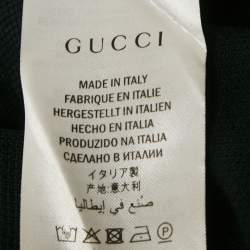 GUCCI
MADE IN ITALY
FABRIQUE EN ITALIE
HERGESTELLT IN ITALIEN
HECHO EN ITALIA
PRODUZIDO NA ITALIA
СДЕЛАНО В ИТАЛИИ
イタリア製
产地:意大利
صنع في إيطاليا